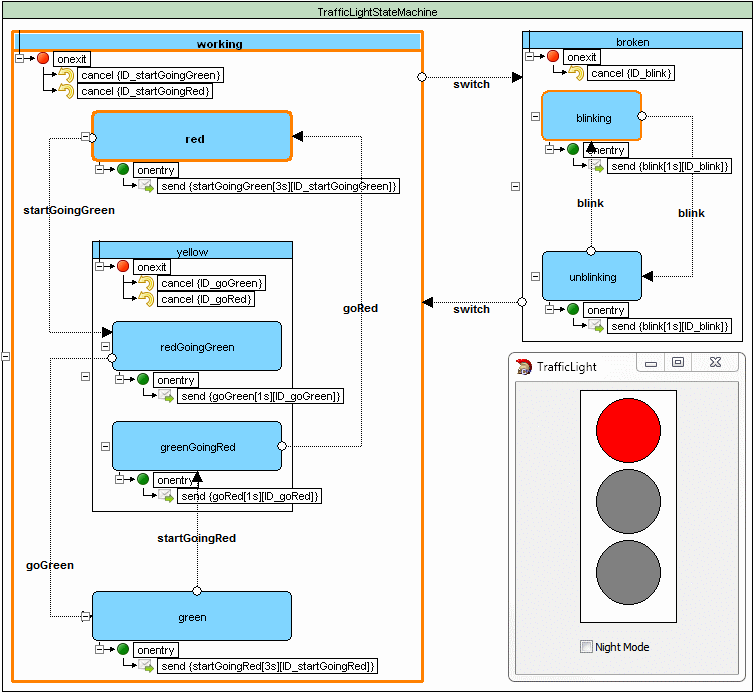 TrafficLightStateMachine
working
onexit
cancel {ID_startGoingGreen}
cancel {ID_startGoingRed}
red
onentry
send {startGoingGreen[3s][ID_startGoingGreen]}
startGoingGreen
yellow
onexit
cancel {ID_goGreen}
cancel {ID_goRed}
goRed
redGoingGreen
onentry
send {goGreen[1s][ID_goGreen]}
greenGoingRed
onentry
send {goRed[1s][ID_goRed]}
startGoingRed
goGreen
green
onentry
send {startGoingRed[3s][ID_startGoingRed]}
switch
switch
broken
onexit
cancel {ID_blink}
blinking
onentry
send {blink[1s][ID_blink]}
blink
blink
unblinking
onentry
send {blink[1s][ID_blink]}
TrafficLight
Night Mode